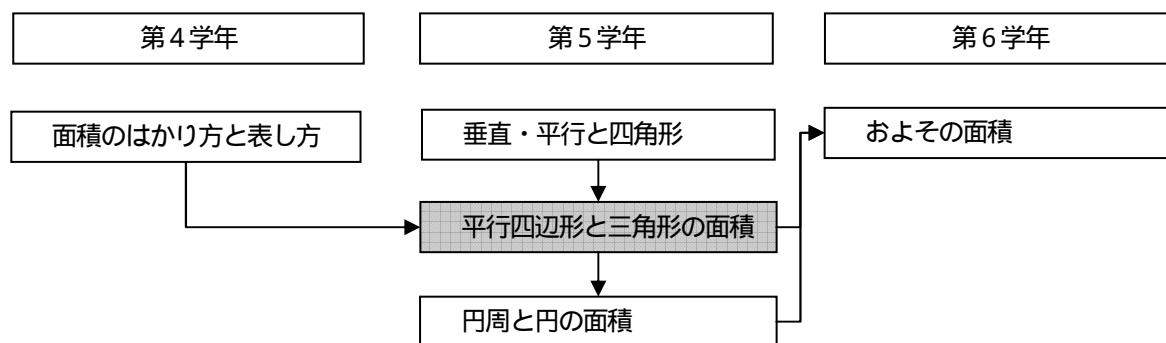 第4学年
第5学年
第6学年
面積のはかり方と表し方
垂直・平行と四角形
およその面積
平行四辺形と三角形の面積
円周と円の面積